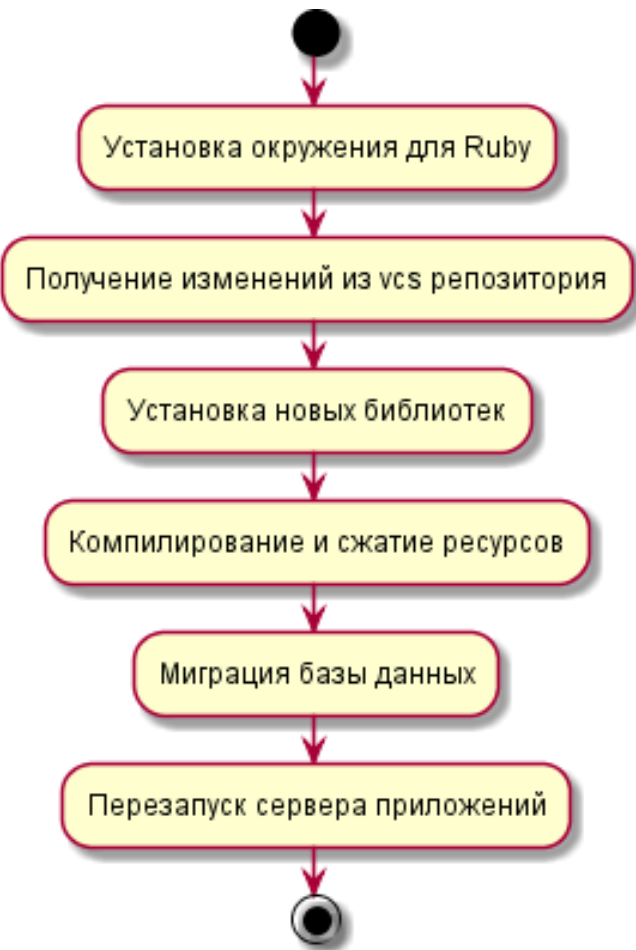 Установка окружения для Ruby
Получение изменений из vcs репозитория
Установка новых библиотек
Компилирование и сжатие ресурсов
Миграция базы данных
Перезапуск сервера приложений